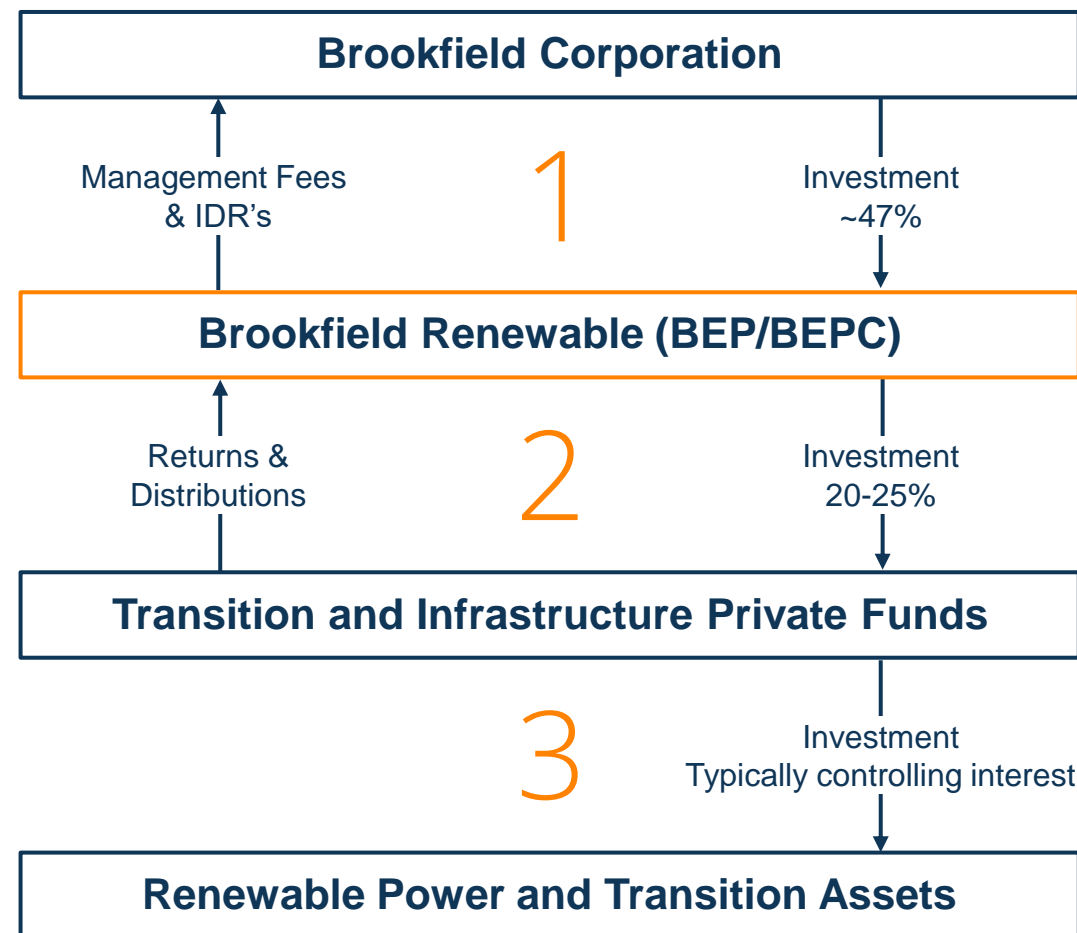 Brookfield Corporation
Management Fees
& IDR's
1
Investment
~47%
Brookfield Renewable (BEP/BEPC)
Returns &
Distributions
2
Investment
20-25%
Transition and Infrastructure Private Funds
3
Investment
Typically controlling interest
Renewable Power and Transition Assets